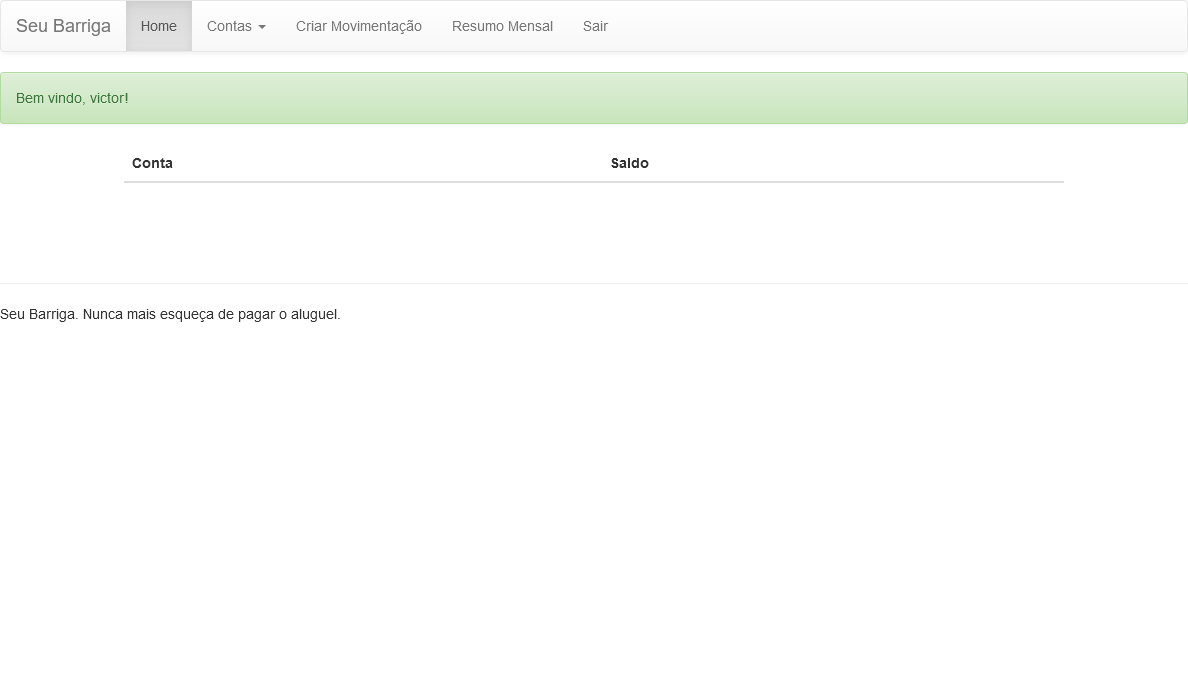 Seu Barriga Home Contas Criar Movimentação Resumo Mensal Sair
Bem vindo, victor!
Conta Saldo
Seu Barriga. Nunca mais esqueça de pagar o aluguel.